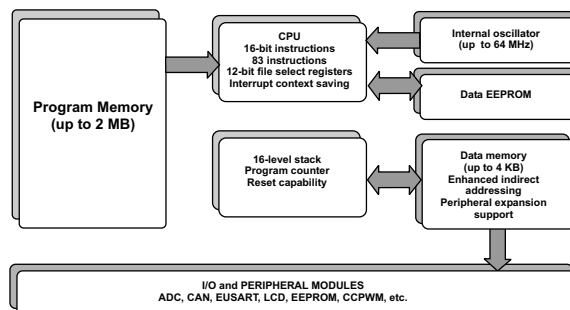 Program Memory
(up to 2 MB)
CPU
16-bit instructions
83 instructions
12-bit file select registers
Interrupt context saving
Internal oscillator
(up to 64 MHz)
Data EEPROM
16-level stack
Program counter
Reset capability
Data memory
(up to 4 KB)
Enhanced indirect
addressing
Peripheral expansion
support
I/O and PERIPHERAL MODULES
ADC, CAN, EUSART, LCD, EEPROM, CCPWM, etc.